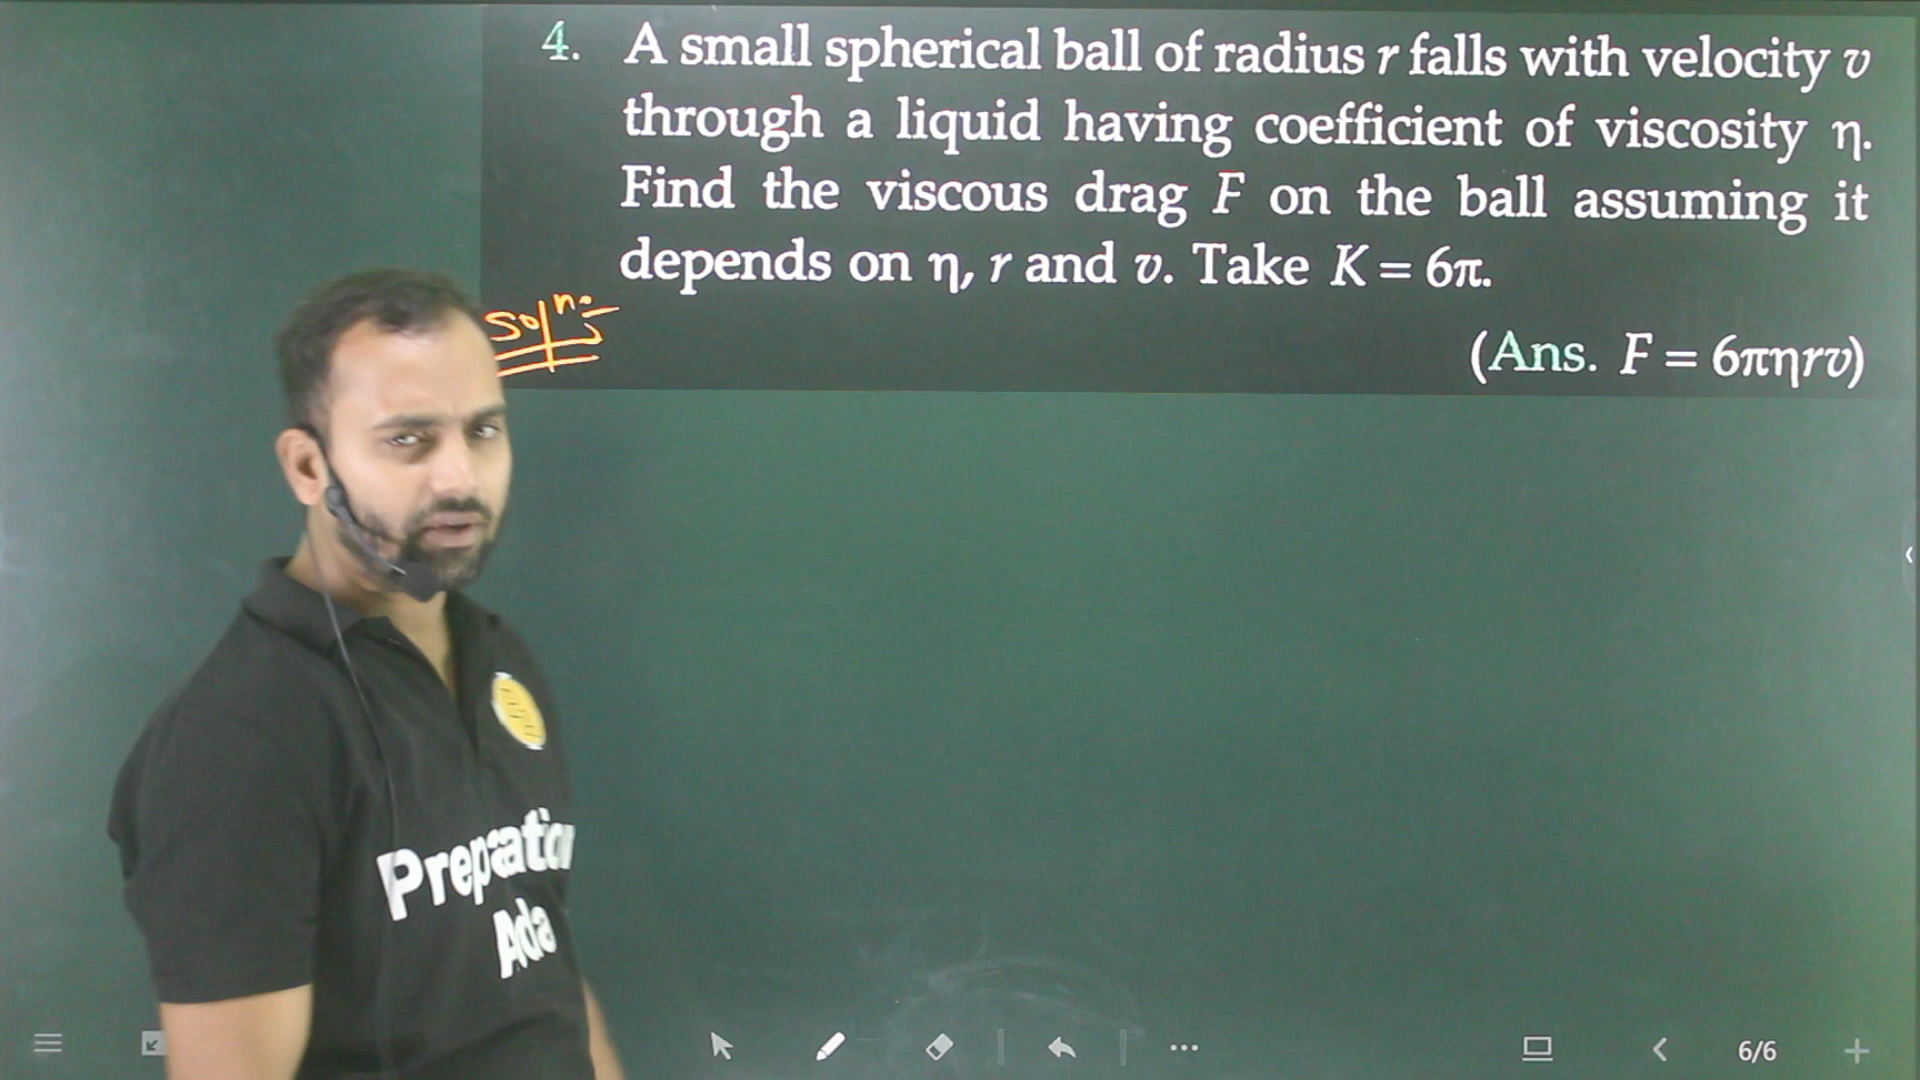 4. A small spherical ball of radius r falls with velocity v
through a liquid having coefficient of viscosity η.
Find the viscous drag F on the ball assuming it
depends on η, r and v. Take K = 6π.
(Ans. F = 6πηrv)
Solⁿ:-
Preparation
Ada
6/6